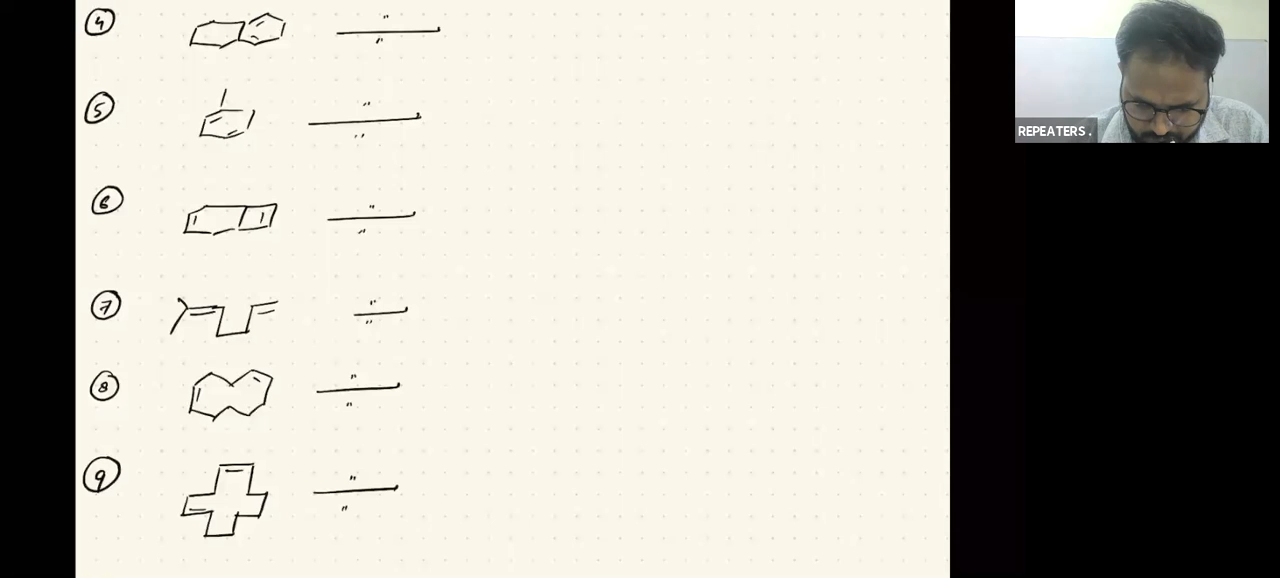 4 " "
5 " "
REPEATERS.
6 " "
7 " "
8 " "
9 " "